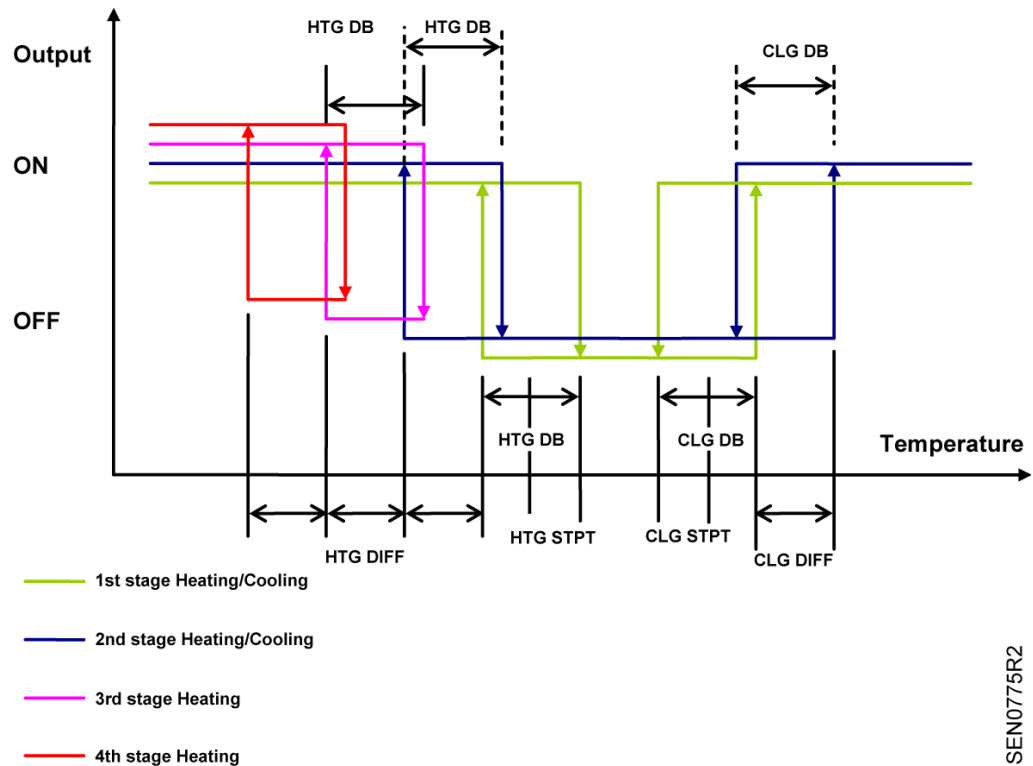 HTG DB
HTG DB
CLG DB
Output
ON
OFF
HTG DB
CLG DB
Temperature
HTG STPT
CLG STPT
HTG DIFF
CLG DIFF
1st stage Heating/Cooling
2nd stage Heating/Cooling
3rd stage Heating
4th stage Heating
SEN0775R2